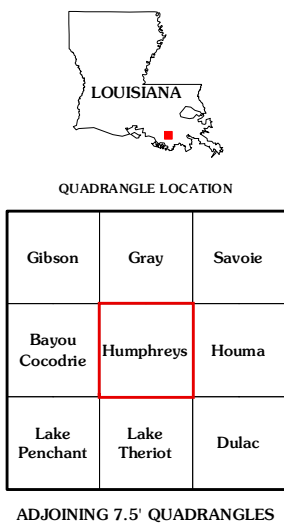 LOUISIANA
QUADRANGLE LOCATION
Gibson Gray Savoie
Bayou
Cocodrie Humphreys Houma
Lake
Penchant Lake
Theriot Dulac
ADJOINING 7.5' QUADRANGLES